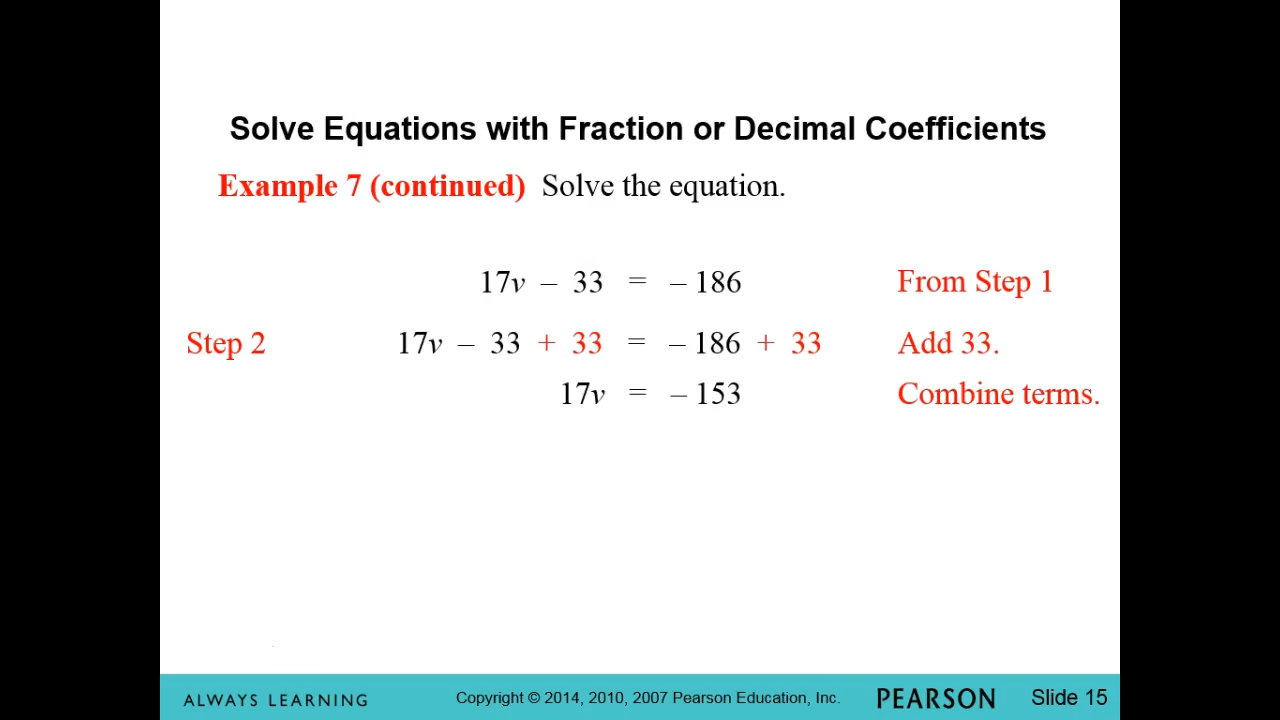 Solve Equations with Fraction or Decimal Coefficients
Example 7 (continued) Solve the equation.
17v – 33 = – 186 From Step 1
Step 2 17v – 33 + 33 = – 186 + 33 Add 33.
17v = – 153 Combine terms.
ALWAYS LEARNING Copyright © 2014, 2010, 2007 Pearson Education, Inc. PEARSON Slide 15